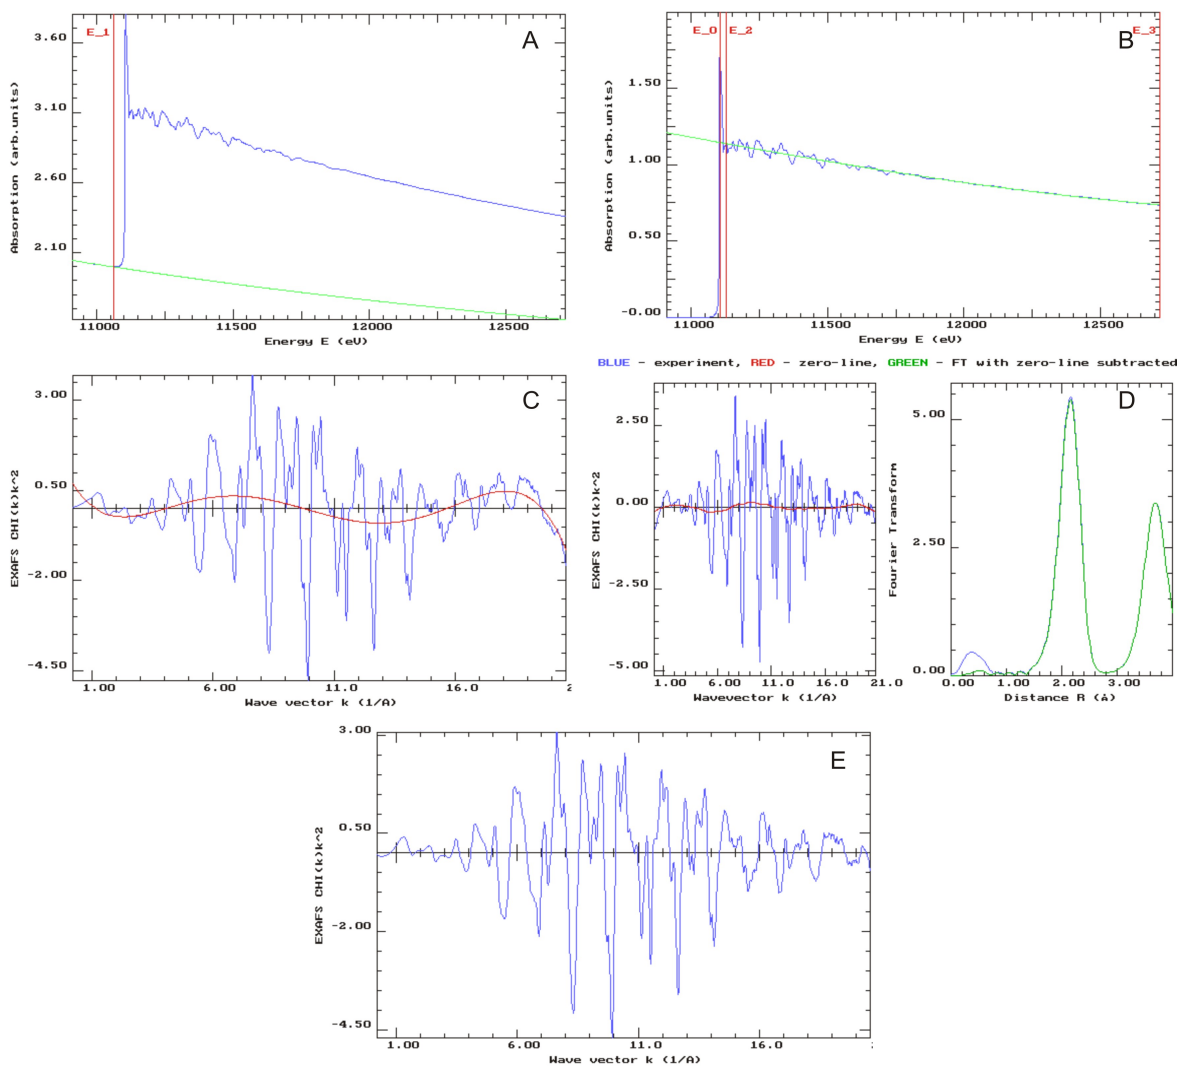 A
E_1
3.60
3.10
2.60
2.10
Absorption (arb.units)
11000 11500 12000 12500
Energy E (eV)
B
E_0 E_2 E_3
1.50
1.00
0.50
-0.00
Absorption (arb.units)
11000 11500 12000 12500
Energy E (eV)
BLUE - experiment, RED - zero-line, GREEN - FT with zero-line subtracted
C
3.00
0.50
-2.00
-4.50
EXAFS CHI(k)k^2
1.00 6.00 11.0 16.0 2
Wave vector k (1/A)
2.50
0.00
-2.50
-5.00
EXAFS CHI(k)k^2
1.00 6.00 11.0 16.0 21.0
Wavevector k (1/A)
D
5.00
2.50
0.00
Fourier Transform
0.00 1.00 2.00 3.00
Distance R (Å)
E
3.00
0.50
-2.00
-4.50
EXAFS CHI(k)k^2
1.00 6.00 11.0 16.0
Wave vector k (1/A)